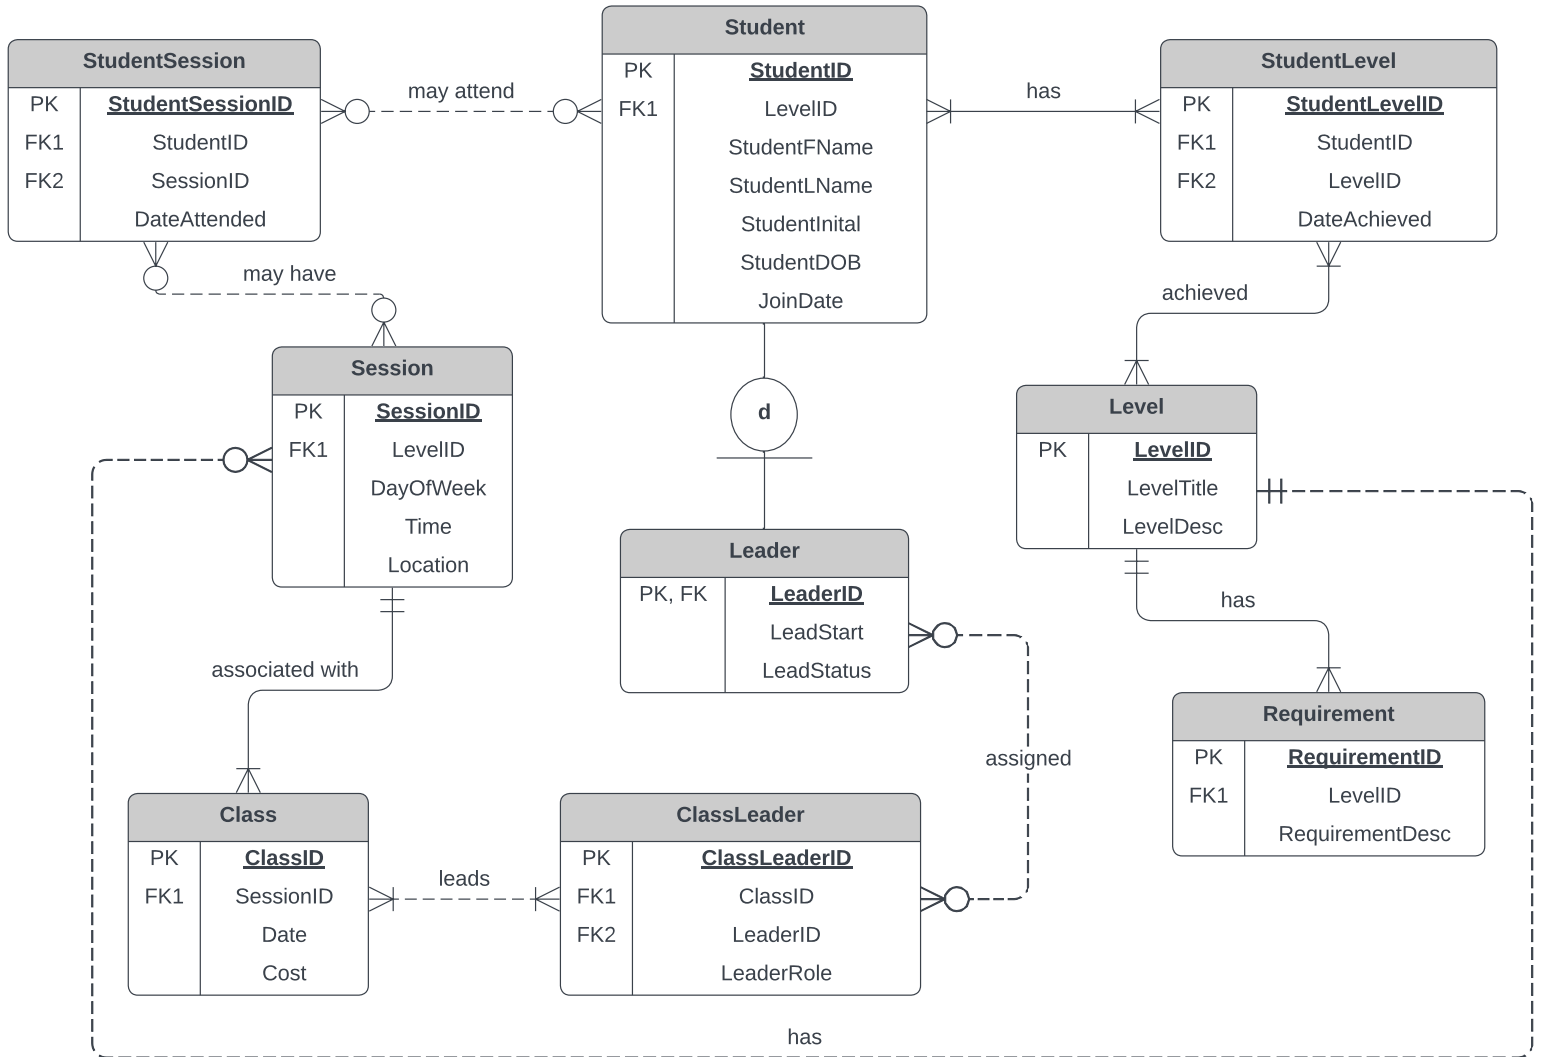 StudentSession
PK StudentSessionID
FK1 StudentID
FK2 SessionID
DateAttended
may attend
Student
PK StudentID
FK1 LevelID
StudentFName
StudentLName
StudentInital
StudentDOB
JoinDate
has
StudentLevel
PK StudentLevelID
FK1 StudentID
FK2 LevelID
DateAchieved
may have
achieved
Session
PK SessionID
FK1 LevelID
DayOfWeek
Time
Location
d
Level
PK LevelID
LevelTitle
LevelDesc
Leader
PK, FK LeaderID
LeadStart
LeadStatus
has
associated with
assigned
Requirement
PK RequirementID
FK1 LevelID
RequirementDesc
Class
PK ClassID
FK1 SessionID
Date
Cost
leads
ClassLeader
PK ClassLeaderID
FK1 ClassID
FK2 LeaderID
LeaderRole
has